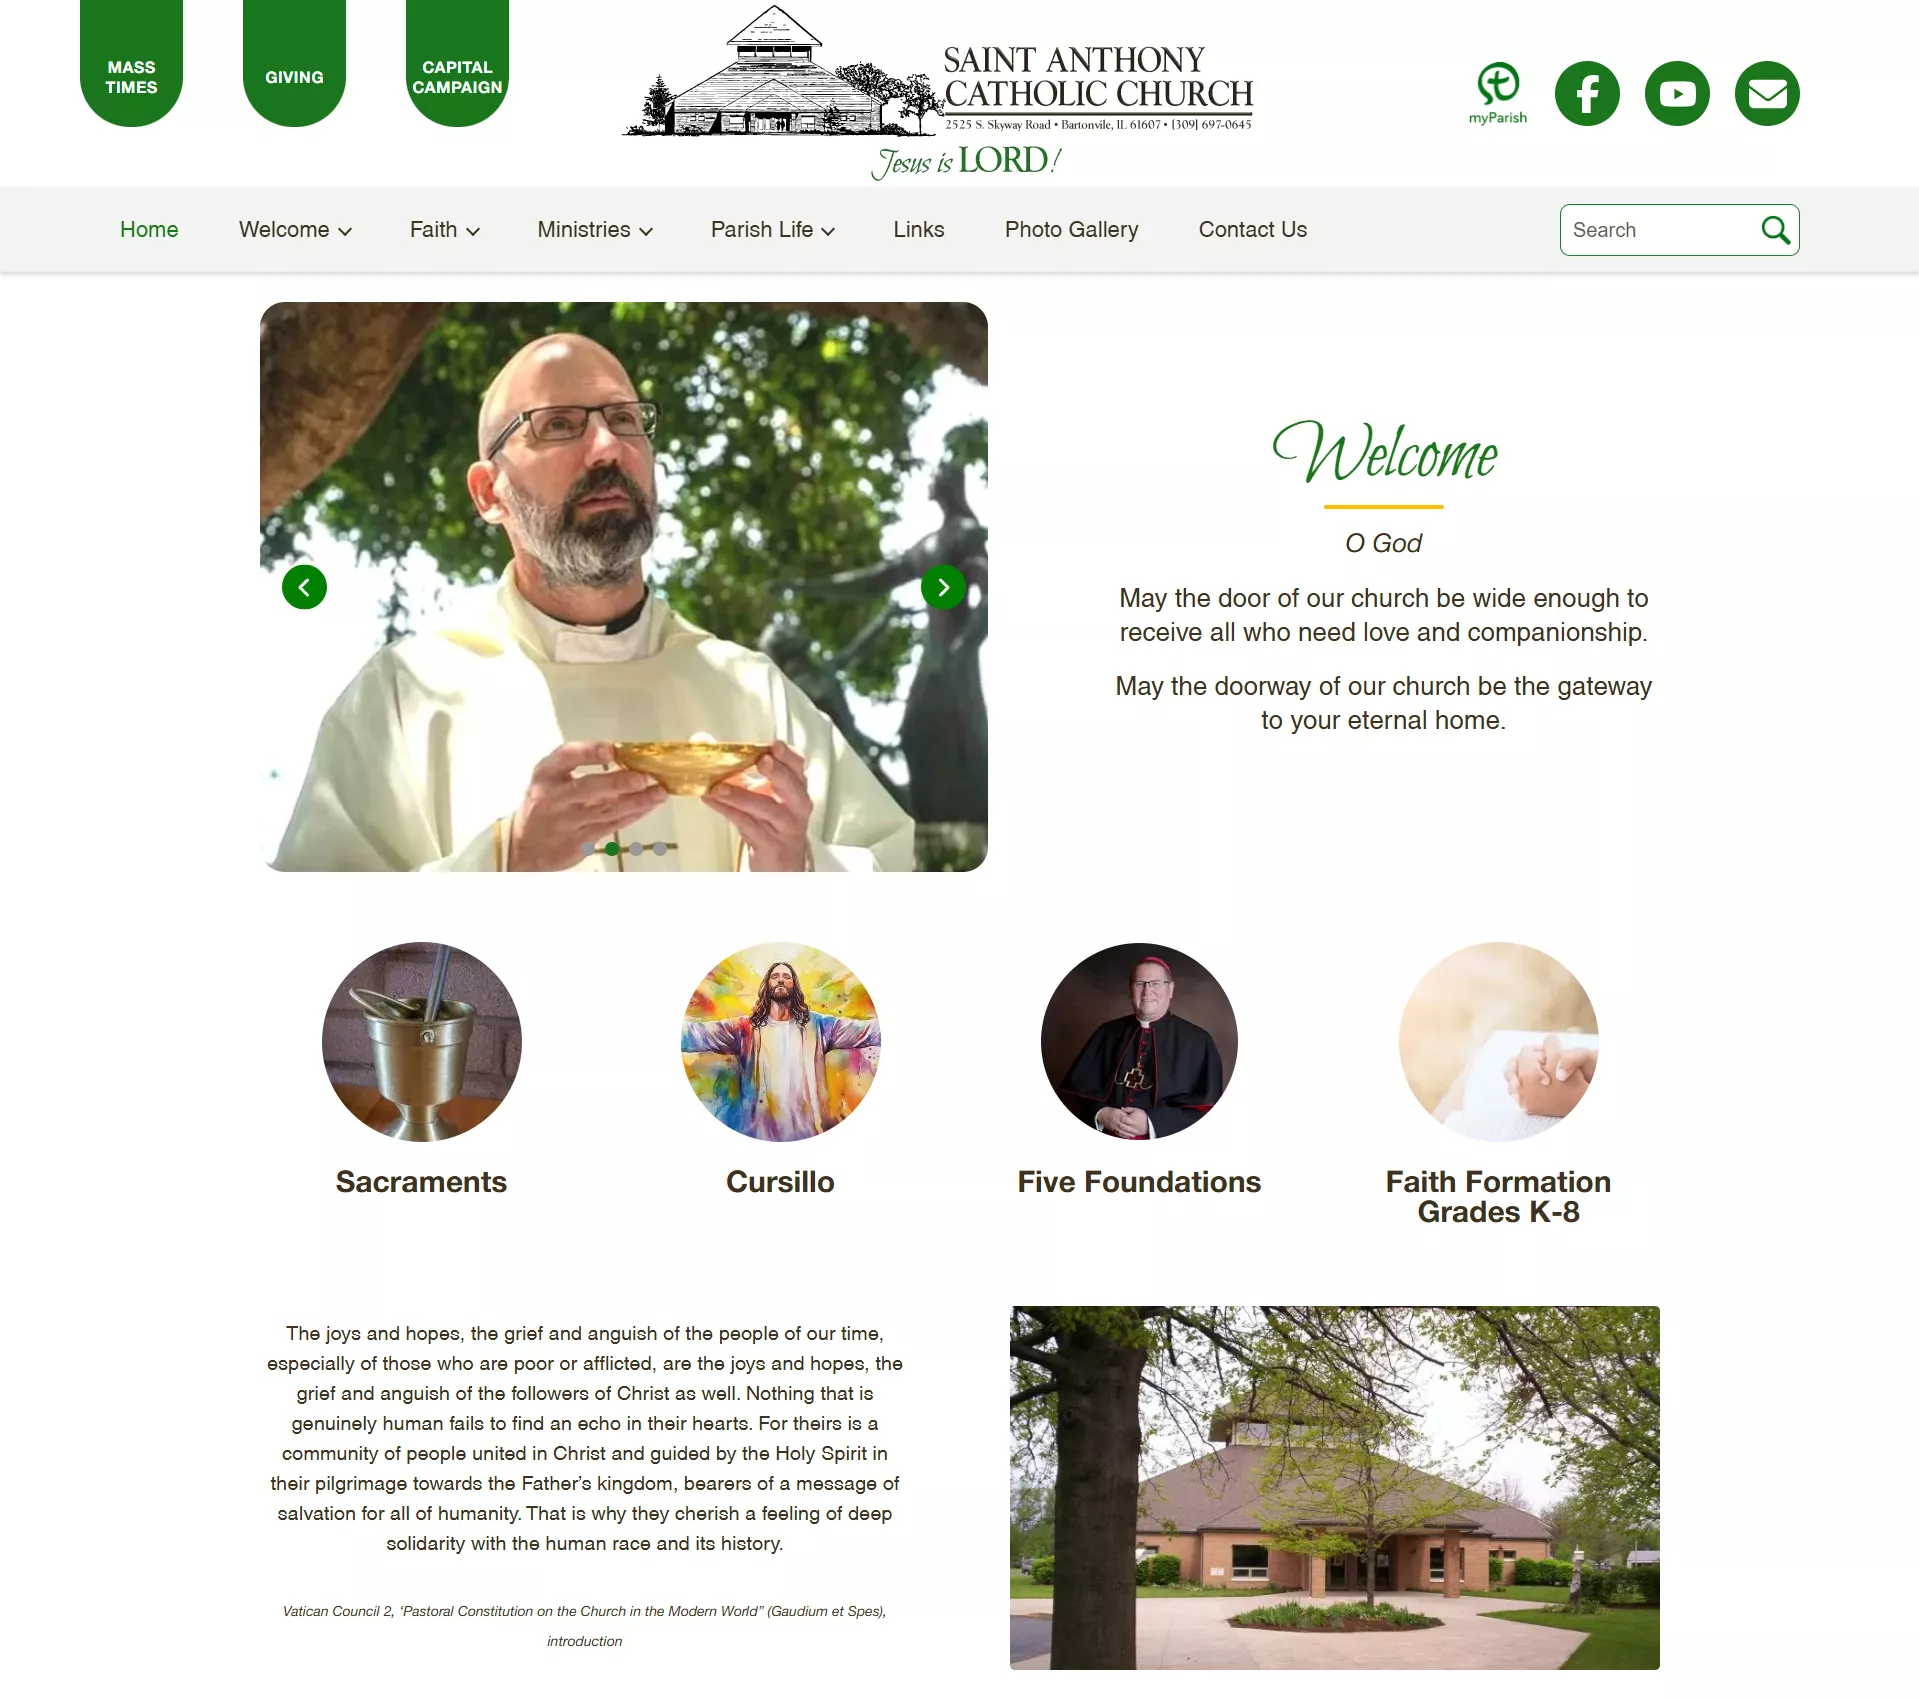 MASS
TIMES
GIVING
CAPITAL
CAMPAIGN
SAINT ANTHONY
CATHOLIC CHURCH
2525 S. Skyway Road • Bartonvile, IL 61607 • (309) 697-0645
Jesus is LORD!
myParish
Home
Welcome
Faith
Ministries
Parish Life
Links
Photo Gallery
Contact Us
Search
Welcome
O God
May the door of our church be wide enough to
receive all who need love and companionship.
May the doorway of our church be the gateway
to your eternal home.
Sacraments
Cursillo
Five Foundations
Faith Formation
Grades K-8
The joys and hopes, the grief and anguish of the people of our time,
especially of those who are poor or afflicted, are the joys and hopes, the
grief and anguish of the followers of Christ as well. Nothing that is
genuinely human fails to find an echo in their hearts. For theirs is a
community of people united in Christ and guided by the Holy Spirit in
their pilgrimage towards the Father’s kingdom, bearers of a message of
salvation for all of humanity. That is why they cherish a feeling of deep
solidarity with the human race and its history.
Vatican Council 2, ‘Pastoral Constitution on the Church in the Modern World” (Gaudium et Spes),
introduction